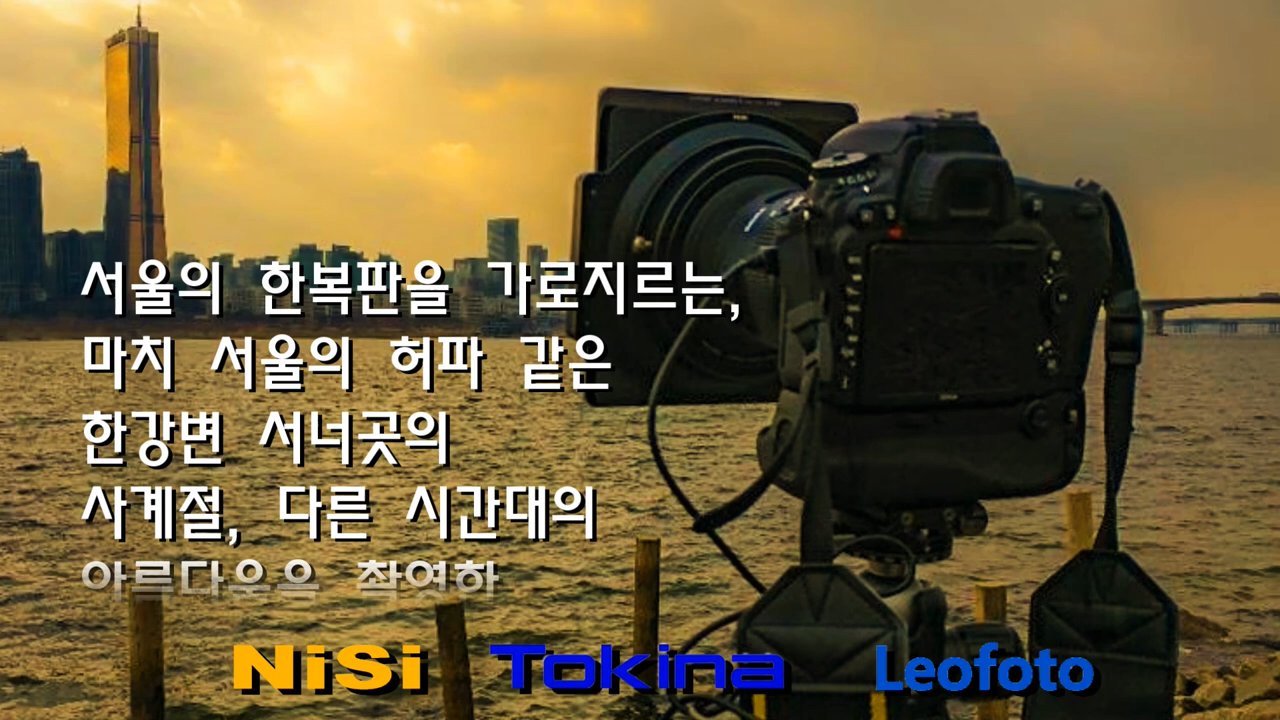 서울의 한복판을 가로지르는,
마치 서울의 허파 같은
한강변 서너곳의
사계절, 다른 시간대의
아름다움을 촬영하
NiSi Tokina Leofoto